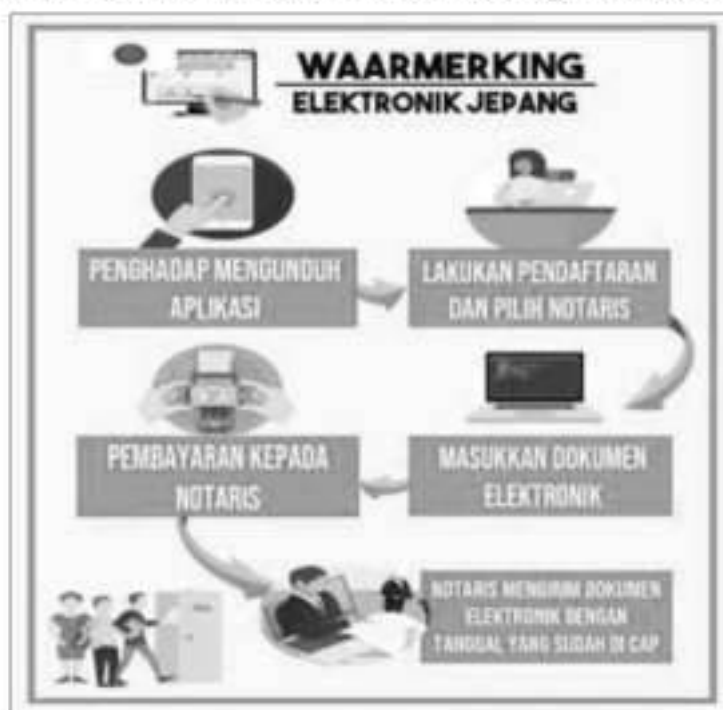 WAARMERKING
ELEKTRONIK JEPANG
PENGHADAP MENGUNDUH
APLIKASI
LAKUKAN PENDAFTARAN
DAN PILIH NOTARIS
MASUKKAN DOKUMEN
ELEKTRONIK
PEMBAYARAN KEPADA
NOTARIS
NOTARIS MENGIRIM DOKUMEN
ELEKTRONIK DENGAN
TANGGAL YANG SUDAH DI CAP